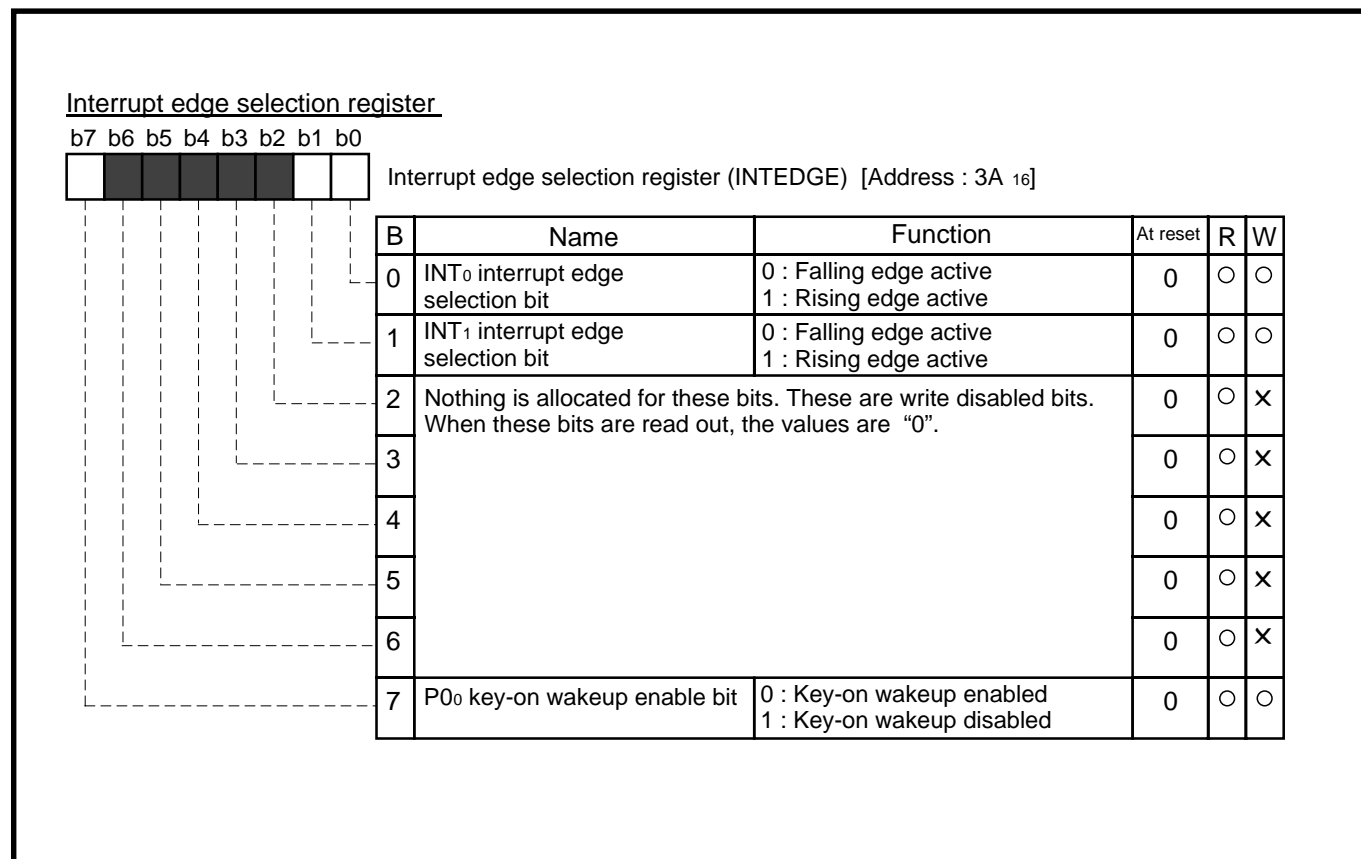 Interrupt edge selection register
b7 b6 b5 b4 b3 b2 b1 b0
Interrupt edge selection register (INTEDGE) [Address : 3A 16]
B Name Function At reset R W
0 INT0 interrupt edge selection bit 0 : Falling edge active 1 : Rising edge active 0 ○ ○
1 INT1 interrupt edge selection bit 0 : Falling edge active 1 : Rising edge active 0 ○ ○
2 Nothing is allocated for these bits. These are write disabled bits. When these bits are read out, the values are “0”. 0 ○ ×
3 0 ○ ×
4 0 ○ ×
5 0 ○ ×
6 0 ○ ×
7 P00 key-on wakeup enable bit 0 : Key-on wakeup enabled 1 : Key-on wakeup disabled 0 ○ ○